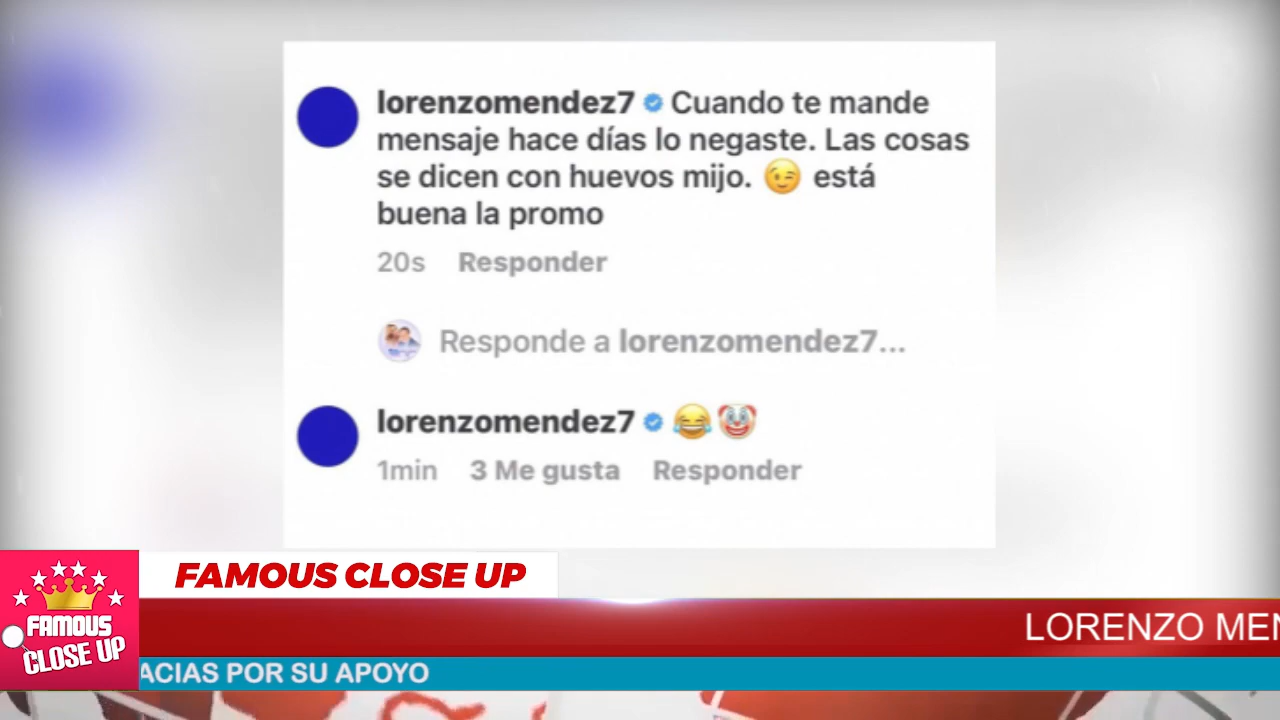 lorenzomendez7 Cuando te mande
mensaje hace días lo negaste. Las cosas
se dicen con huevos mijo. 😉 está
buena la promo
20s Responder
Responde a lorenzomendez7...
lorenzomendez7 😂🤡
1min 3 Me gusta Responder
FAMOUS CLOSE UP
FAMOUS
CLOSE UP
LORENZO MEN
ACIAS POR SU APOYO